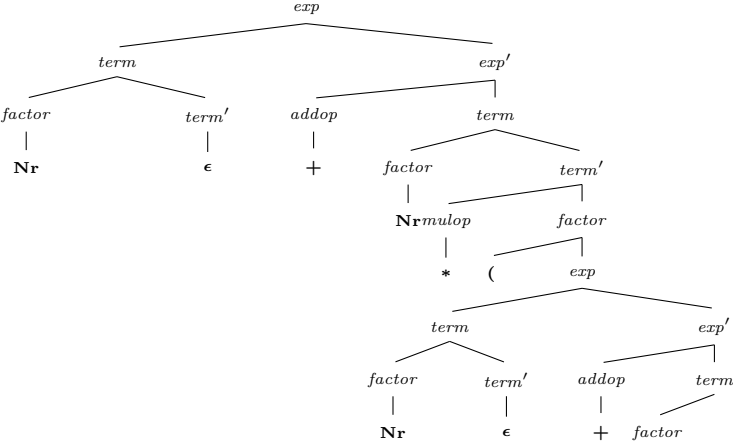 exp
term exp′
factor term′ addop term
Nr ϵ + factor term′
Nr mulop factor
* ( exp
term exp′
factor term′ addop term
Nr ϵ + factor